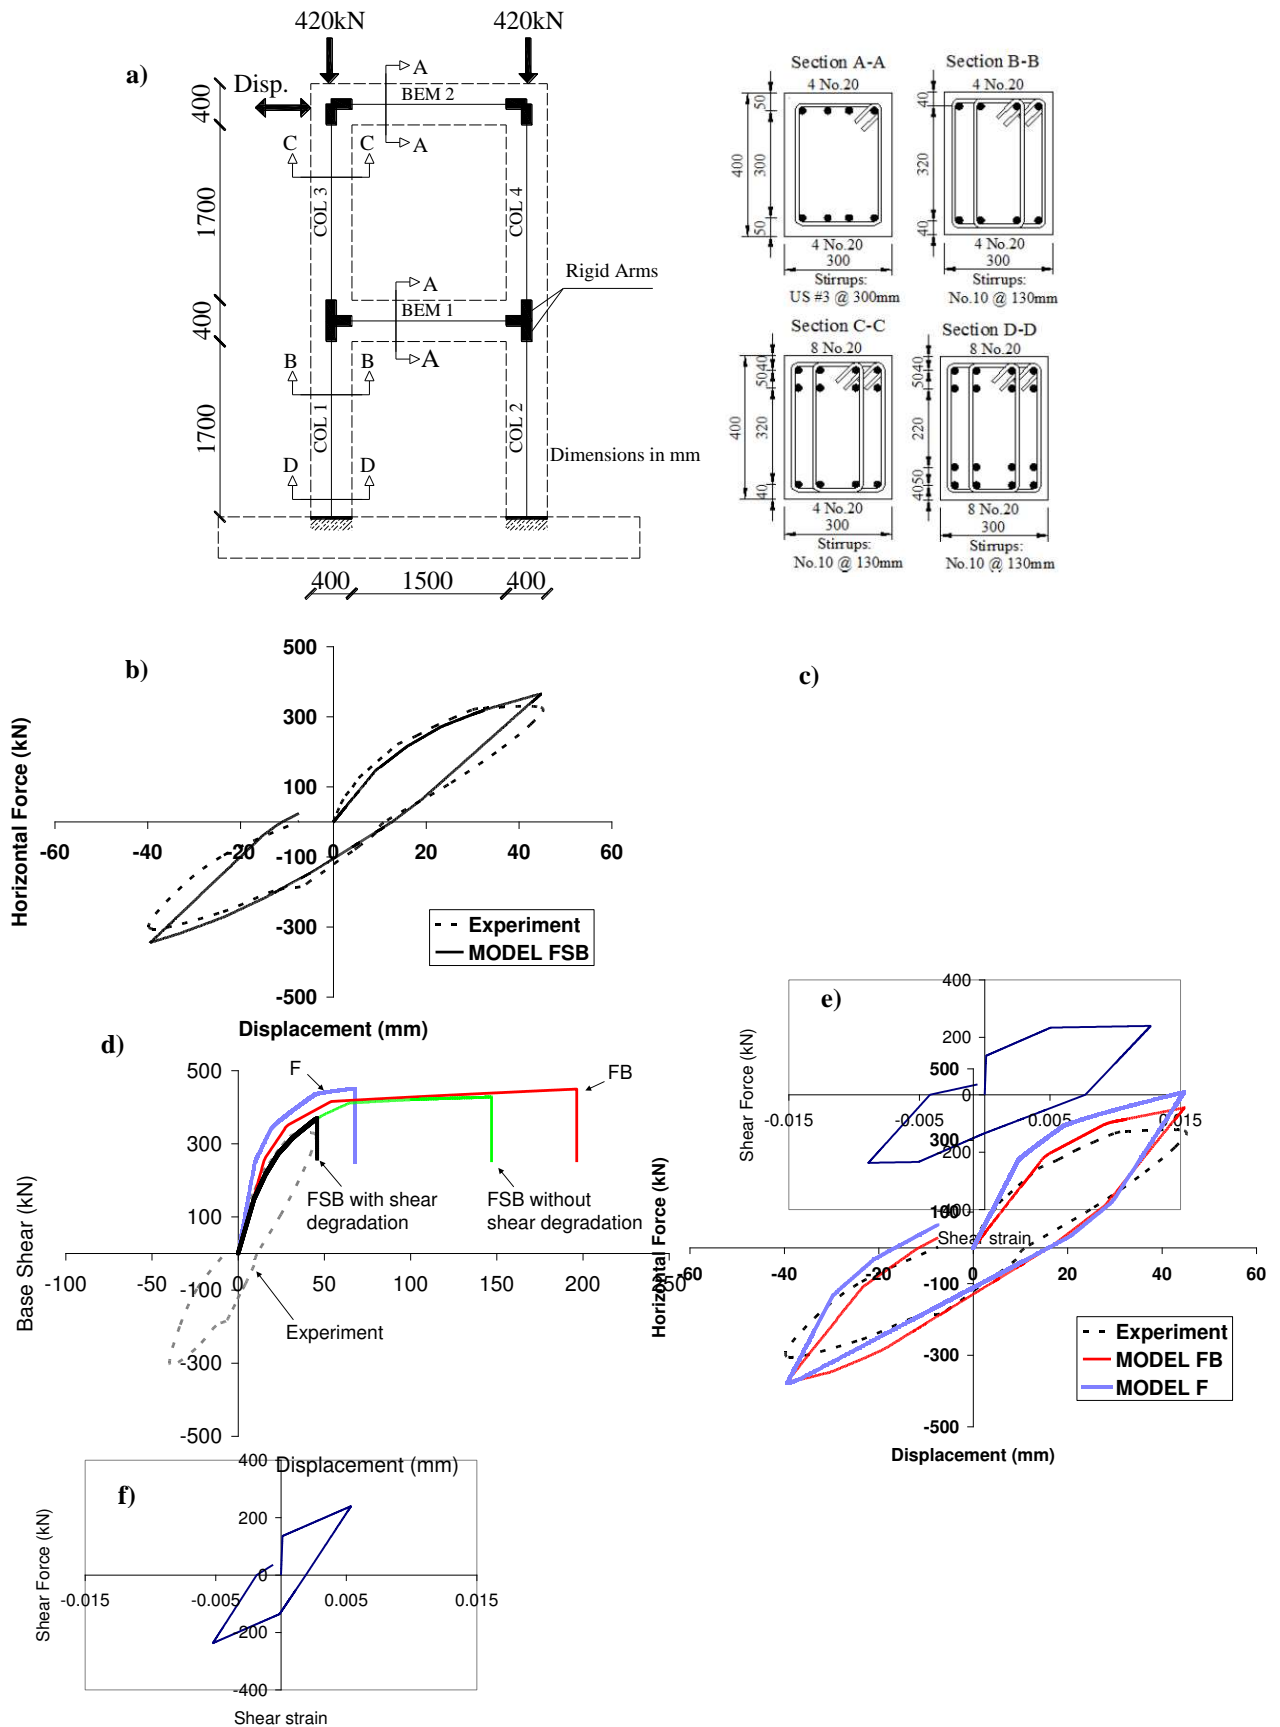 420kN 420kN
a)
Disp.
A
BEM 2
A
C C
COL 3
COL 4
Rigid Arms
A
BEM 1
A
B B
COL 1
COL 2
D D
Dimensions in mm
400
1700
400
1700
400 1500 400
Section A-A
4 No.20
50
300
50
400
4 No.20
300
Stirrups:
US #3 @ 300mm
Section B-B
4 No.20
40
320
40
4 No.20
300
Stirrups:
No.10 @ 130mm
Section C-C
8 No.20
40
50
320
40
400
4 No.20
300
Stirrups:
No.10 @ 130mm
Section D-D
8 No.20
40
50
220
50
40
8 No.20
300
Stirrups:
No.10 @ 130mm
b)
Horizontal Force (kN)
500
300
100
-100
-300
-500
-60 -40 -20 0 20 40 60
Experiment
MODEL FSB
Displacement (mm)
c)
d)
Base Shear (kN)
500
300
100
-100
-300
-500
-100 -50 0 50 100 150 200 250
F
FB
FSB with shear
degradation
FSB without
shear degradation
Experiment
Displacement (mm)
e)
Shear Force (kN)
400
200
0
200
-400
-0.015 -0.005 0.005 0.015
Shear strain
Horizontal Force (kN)
500
300
100
-100
-300
-500
-60 -40 -20 0 20 40 60
Experiment
MODEL FB
MODEL F
Displacement (mm)
f)
Shear Force (kN)
400
200
0
200
-400
-0.015 -0.005 0.005 0.015
Shear strain